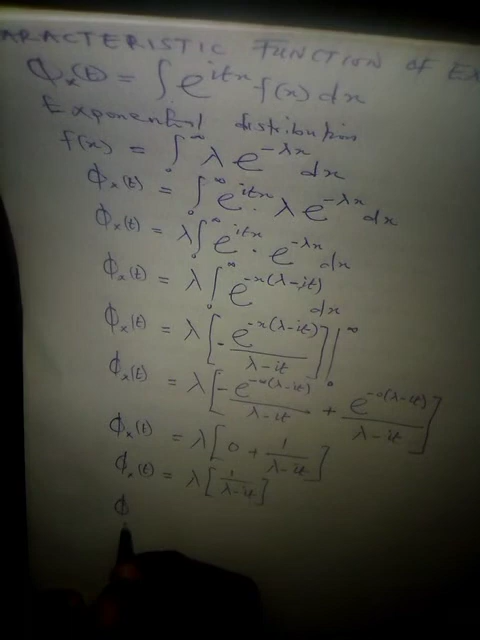 ARACTERISTIC FUNCTION OF EX
ϕₓ(t) = ∫ e^{itx} f(x) dx
Exponential distribution
f(x) = ∫₀^∞ λ e^{-λx} dx
ϕₓ(t) = ∫₀^∞ e^{itx} . λ e^{-λx} dx
ϕₓ(t) = λ ∫₀^∞ e^{itx} . e^{-λx} dx
ϕₓ(t) = λ ∫₀^∞ e^{-x(λ-it)} dx
ϕₓ(t) = λ [ - e^{-x(λ-it)} / λ-it ] |₀^∞
ϕₓ(t) = λ [ - e^{-∞(λ-it)} / λ-it + e^{-0(λ-it)} / λ-it ]
ϕₓ(t) = λ [ 0 + 1 / λ-it ]
ϕₓ(t) = λ [ 1 / λ-it ]
ϕ